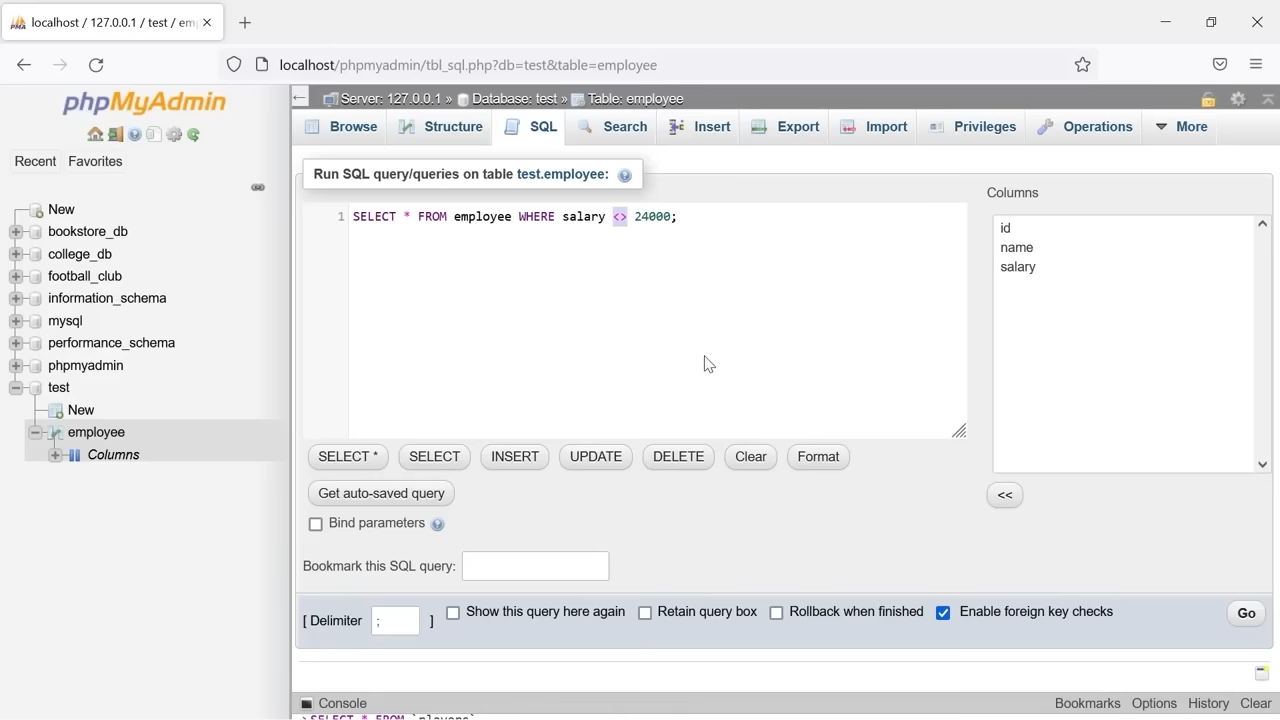 localhost / 127.0.0.1 / test / em
localhost/phpmyadmin/tbl_sql.php?db=test&table=employee
phpMyAdmin
Recent Favorites
New
bookstore_db
college_db
football_club
information_schema
mysql
performance_schema
phpmyadmin
test
New
employee
Columns
Server: 127.0.0.1 » Database: test » Table: employee
Browse Structure SQL Search Insert Export Import Privileges Operations More
Run SQL query/queries on table test.employee:
1 SELECT * FROM employee WHERE salary <> 24000;
Columns
id
name
salary
SELECT * SELECT INSERT UPDATE DELETE Clear Format
Get auto-saved query
<<
Bind parameters
Bookmark this SQL query:
[ Delimiter ; ] Show this query here again Retain query box Rollback when finished Enable foreign key checks Go
Console Bookmarks Options History Clear
>SELECT * FROM `players`